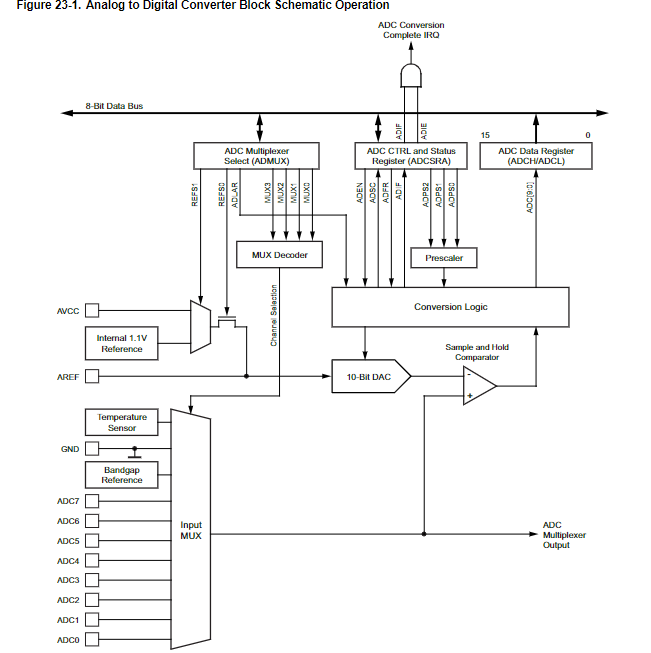 Figure 23-1. Analog to Digital Converter Block Schematic Operation
ADC Conversion
Complete IRQ
8-Bit Data Bus
ADIF
ADIE
15
0
ADC Multiplexer
Select (ADMUX)
ADC CTRL and Status
Register (ADCSRA)
ADC Data Register
(ADCH/ADCL)
REFS1
REFS0
ADLAR
MUX3
MUX2
MUX1
MUX0
ADEN
ADSC
ADFR
ADIF
ADPS2
ADPS1
ADPS0
ADC[9:0]
MUX Decoder
Prescaler
Channel Selection
Conversion Logic
AVCC
Internal 1.1V
Reference
Sample and Hold
Comparator
AREF
10-Bit DAC
-
+
Temperature
Sensor
GND
Bandgap
Reference
ADC7
ADC6
ADC5
ADC4
ADC3
ADC2
ADC1
ADC0
Input
MUX
ADC
Multiplexer
Output